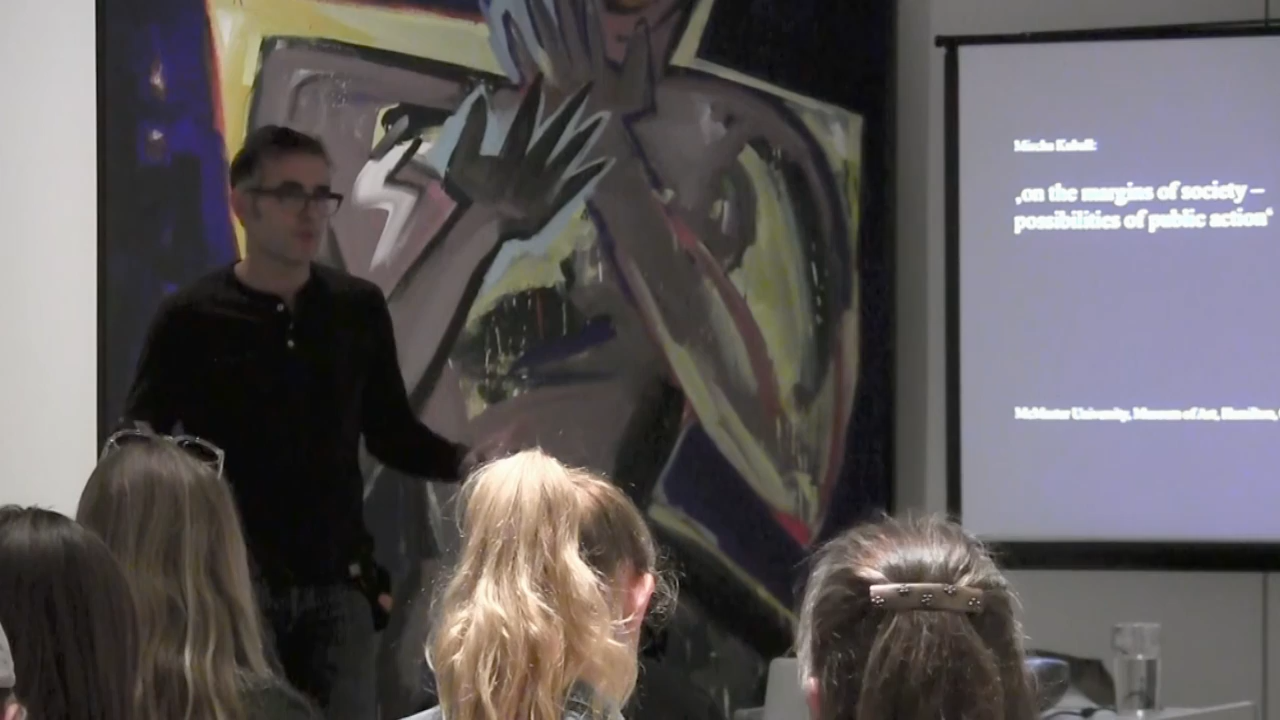 Mischa Kuball:
„on the margins of society –
possibilities of public action“
McMaster University, Museum of Art, Hamilton,